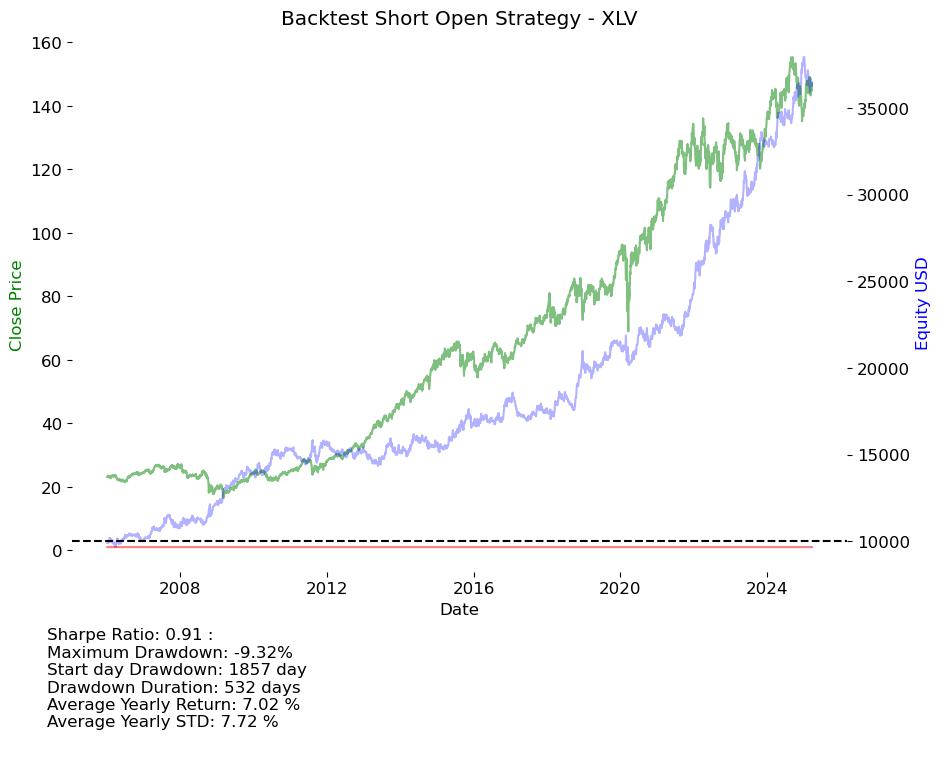 Backtest Short Open Strategy - XLV
160
140
120
100
80
60
40
20
0
Close Price
35000
30000
25000
20000
15000
10000
Equity USD
2008 2012 2016 2020 2024
Date
Sharpe Ratio: 0.91 :
Maximum Drawdown: -9.32%
Start day Drawdown: 1857 day
Drawdown Duration: 532 days
Average Yearly Return: 7.02 %
Average Yearly STD: 7.72 %